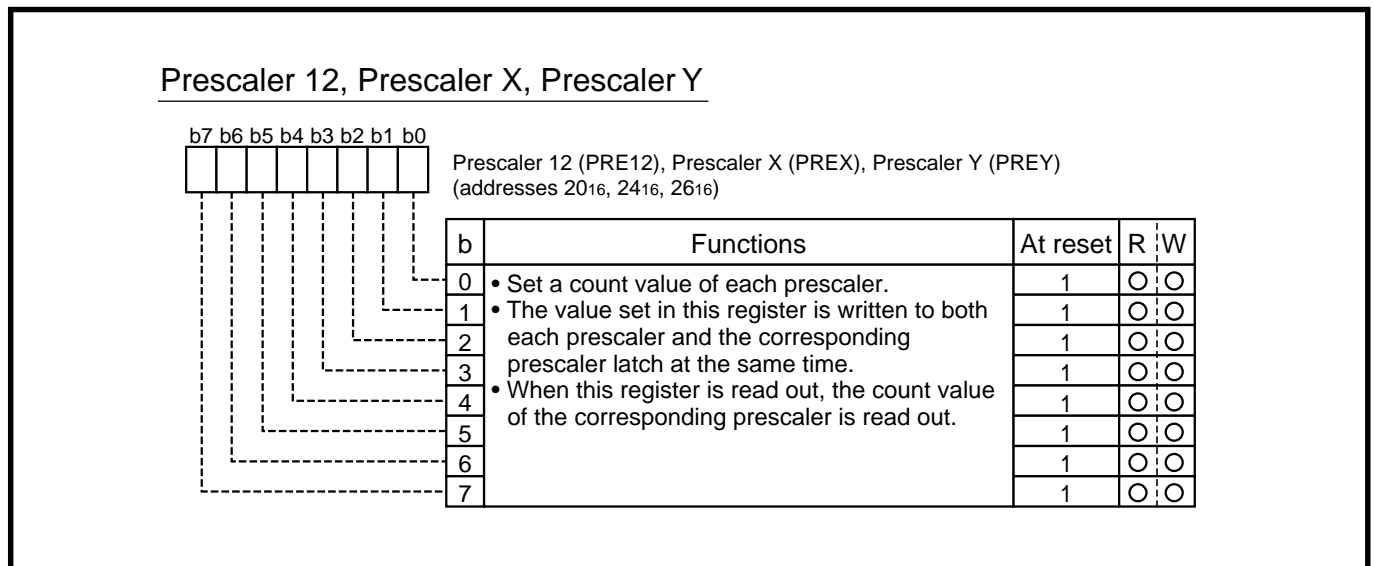 Prescaler 12, Prescaler X, Prescaler Y
b7 b6 b5 b4 b3 b2 b1 b0
Prescaler 12 (PRE12), Prescaler X (PREX), Prescaler Y (PREY)
(addresses 2016, 2416, 2616)
b Functions At reset R W
0 • Set a count value of each prescaler. 1 O O
1 • The value set in this register is written to both 1 O O
2 each prescaler and the corresponding 1 O O
3 prescaler latch at the same time. 1 O O
4 • When this register is read out, the count value 1 O O
5 of the corresponding prescaler is read out. 1 O O
6 1 O O
7 1 O O